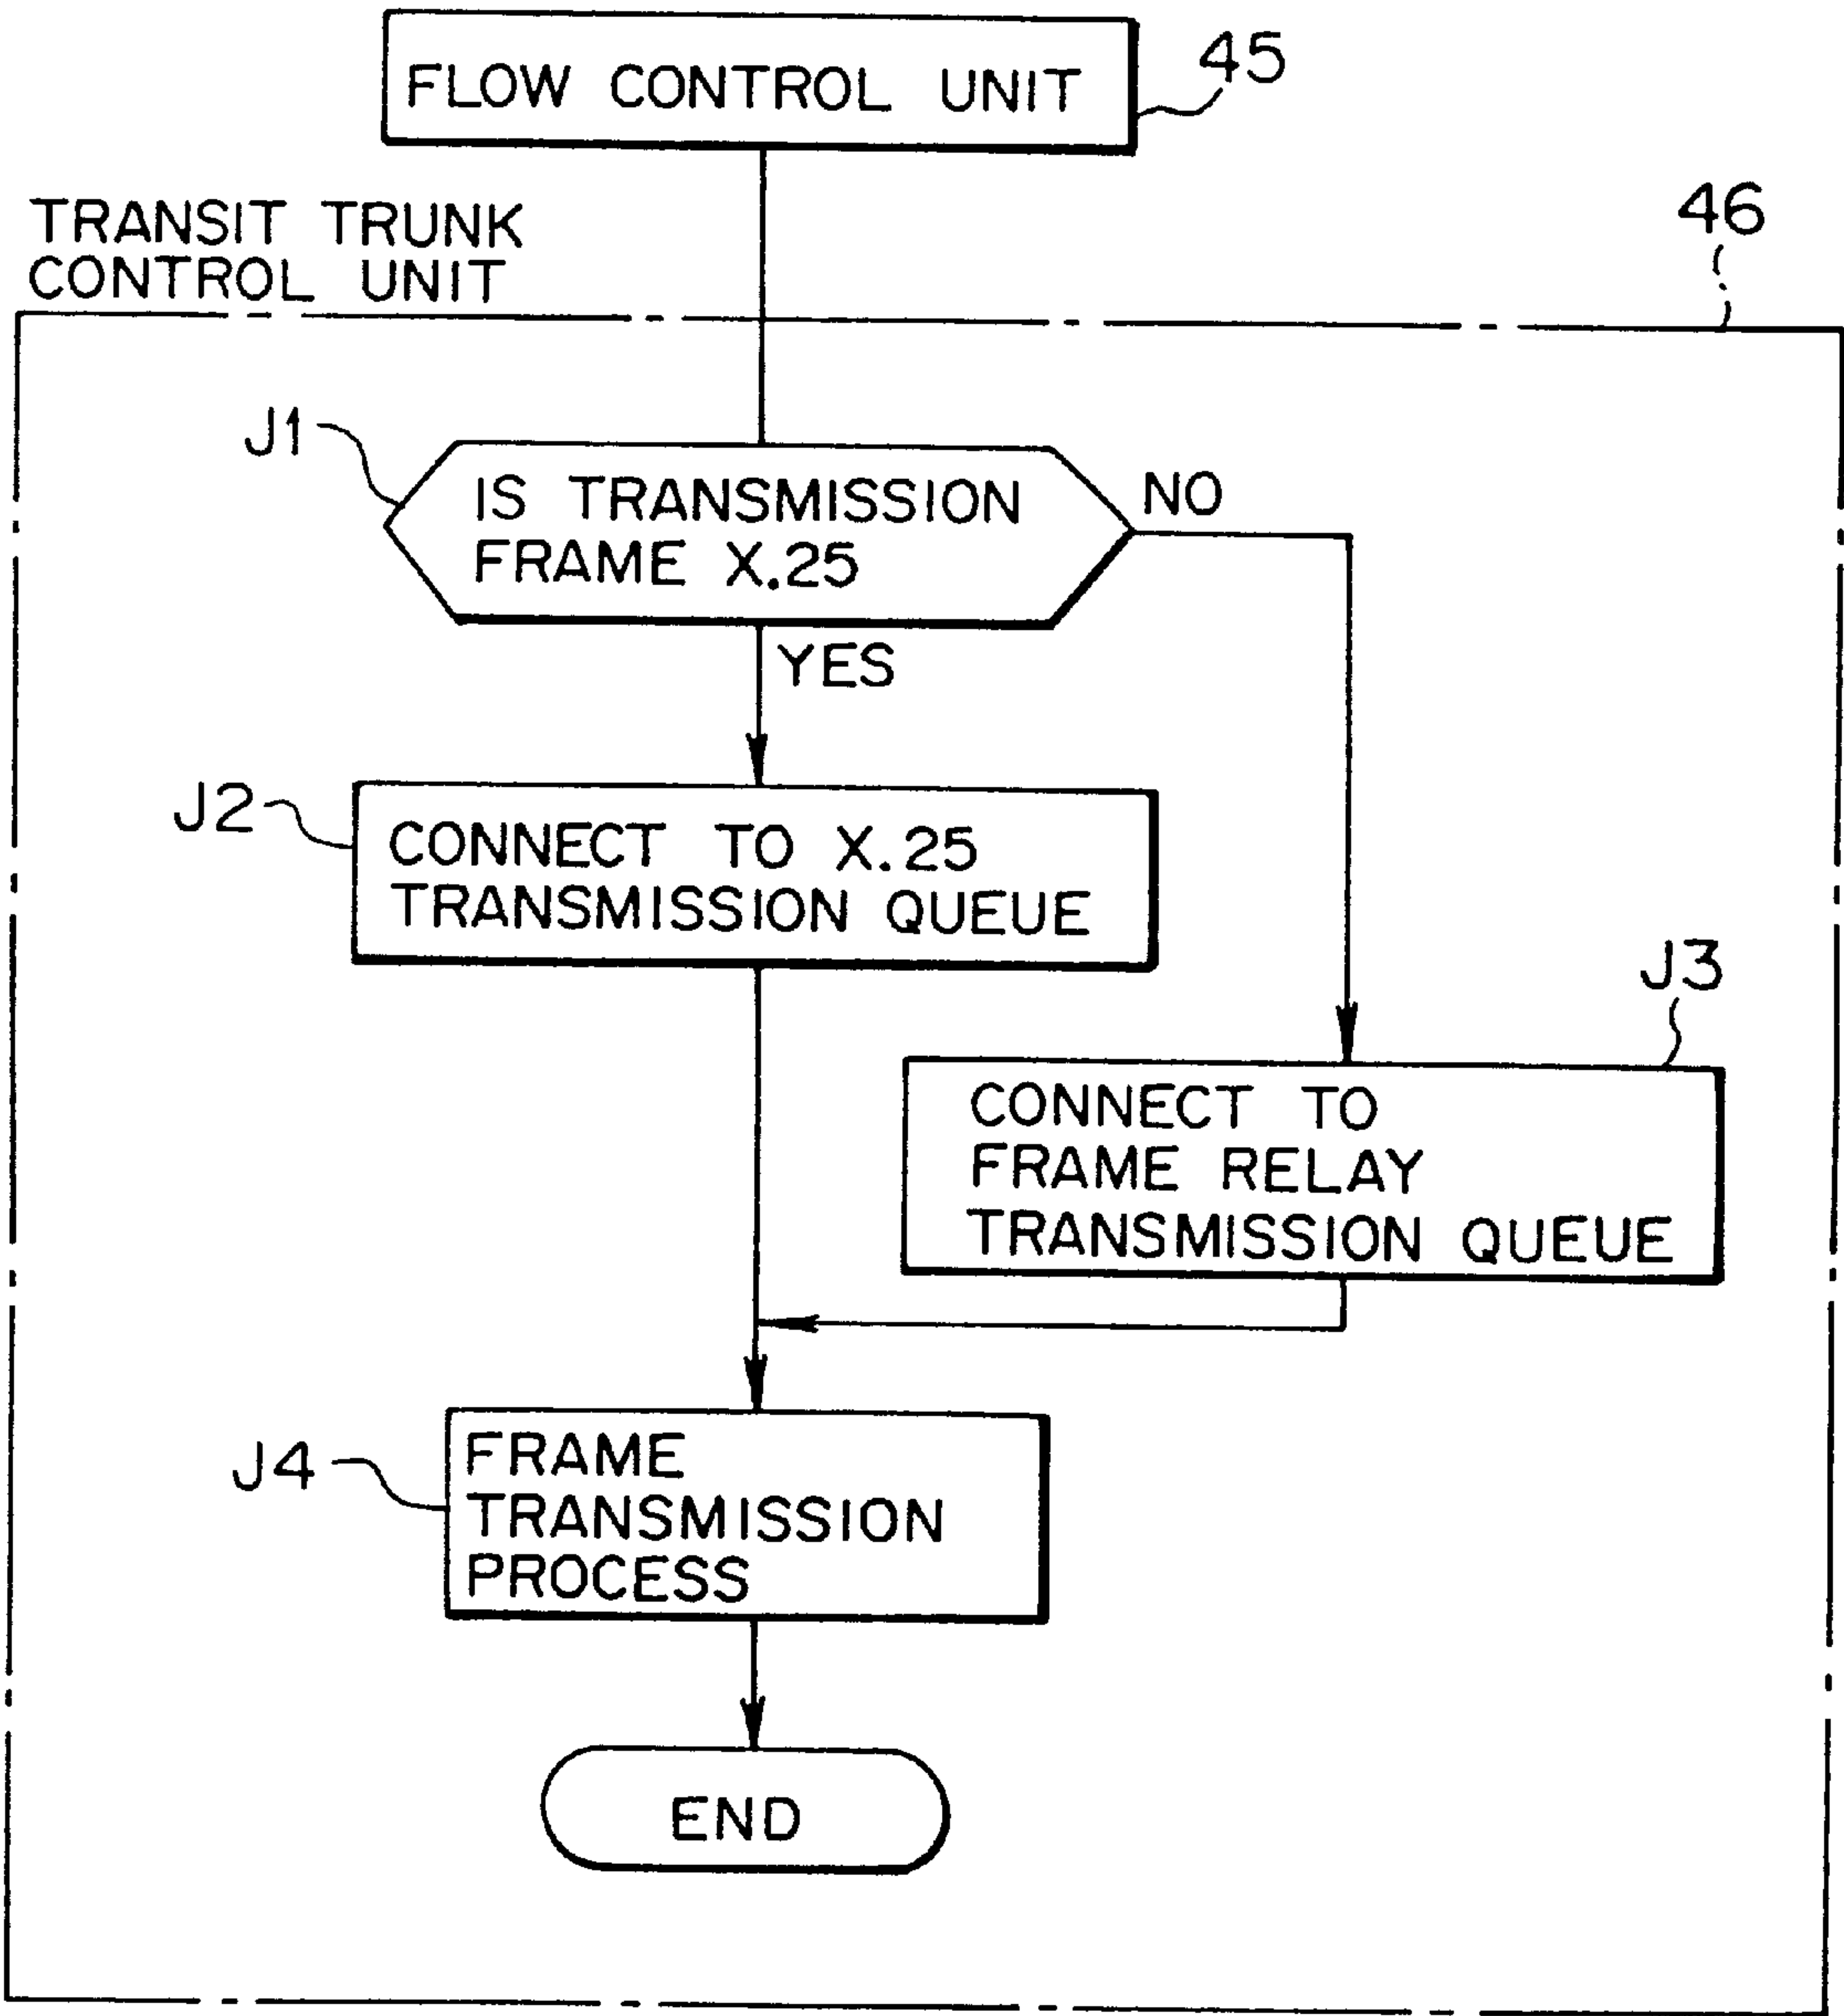 FLOW CONTROL UNIT
45
TRANSIT TRUNK
CONTROL UNIT
46
J1
IS TRANSMISSION
FRAME X.25
NO
YES
J2
CONNECT TO X.25
TRANSMISSION QUEUE
J3
CONNECT TO
FRAME RELAY
TRANSMISSION QUEUE
J4
FRAME
TRANSMISSION
PROCESS
END